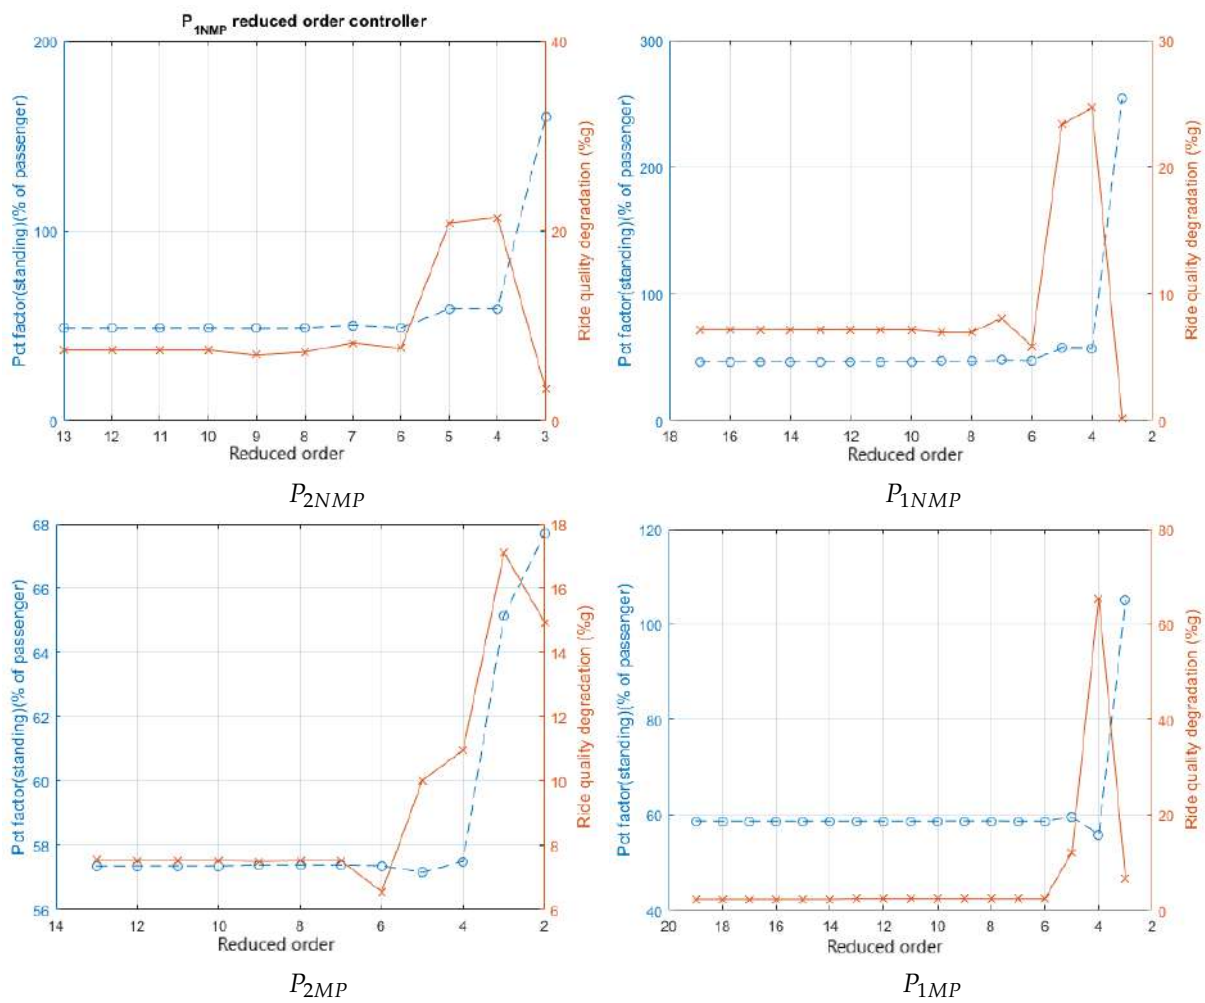 P1NMP reduced order controller
Pct factor(standing)(% of passenger)
200
100
0
40
20
0
Ride quality degradation (%g)
13 12 11 10 9 8 7 6 5 4 3
Reduced order
P2NMP
Pct factor(standing)(% of passenger)
300
200
100
0
30
20
10
0
Ride quality degradation (%g)
18 16 14 12 10 8 6 4 2
Reduced order
P1NMP
Pct factor(standing)(% of passenger)
68
66
64
62
60
58
56
18
16
14
12
10
8
6
Ride quality degradation (%g)
14 12 10 8 6 4 2
Reduced order
P2MP
Pct factor(standing)(% of passenger)
120
100
80
60
40
80
60
40
20
0
Ride quality degradation (%g)
20 18 16 14 12 10 8 6 4 2
Reduced order
P1MP